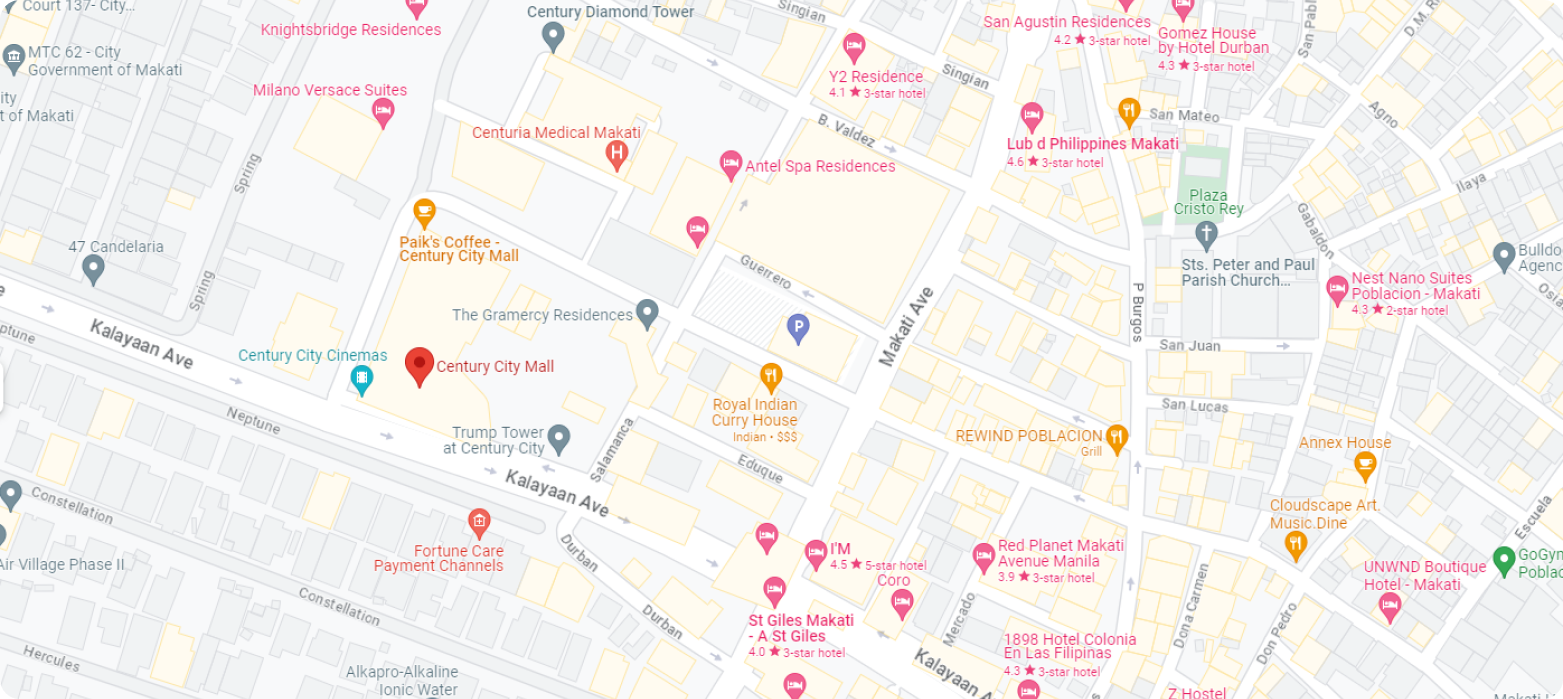 Court 137- City...
Century Diamond Tower
Singian
San Agustin Residences
4.2 ★ 3-star hotel
Knightsbridge Residences
Gomez House
by Hotel Durban
4.3 ★ 3-star hotel
San Pabl
D.M. Ri
MTC 62 - City
Government of Makati
Milano Versace Suites
Y2 Residence
4.1 ★ 3-star hotel
Singian
ity
t of Makati
San Mateo
Agno
Centuria Medical Makati
B. Valdez
Lub d Philippines Makati
4.6 ★ 3-star hotel
Spring
Antel Spa Residences
Ilaya
Plaza
Cristo Rey
Gabaldon
47 Candelaria
Paik's Coffee -
Century City Mall
Guerrero
Sts. Peter and Paul
Parish Church...
Bulldo
Agenc
Nest Nano Suites
Poblacion - Makati
4.3 ★ 2-star hotel
Osia
Spring
The Gramercy Residences
P
P Burgos
Makati Ave
Kalayaan Ave
eptune
San Juan
Century City Cinemas
Century City Mall
Royal Indian
Curry House
Indian • $$$
San Lucas
Neptune
Trump Tower
at Century City
Salamanca
REWIND POBLACION
Grill
Annex House
Eduque
Kalayaan Ave
Constellation
Cloudscape Art.
Music.Dine
Escuela
Fortune Care
Payment Channels
Air Village Phase II
Durban
I'M
4.5 ★ 5-star hotel
Coro
Red Planet Makati
Avenue Manila
3.9 ★ 3-star hotel
UNWND Boutique
Hotel - Makati
GoGyn
Poblac
Constellation
Durban
St Giles Makati
- A St Giles
4.0 ★ 3-star hotel
Mercado
Dona Carmen
Don Pedro
1898 Hotel Colonia
En Las Filipinas
4.3 ★ 3-star hotel
Hercules
Alkapro-Alkaline
Ionic Water
Kalayaan A
Z Hostel